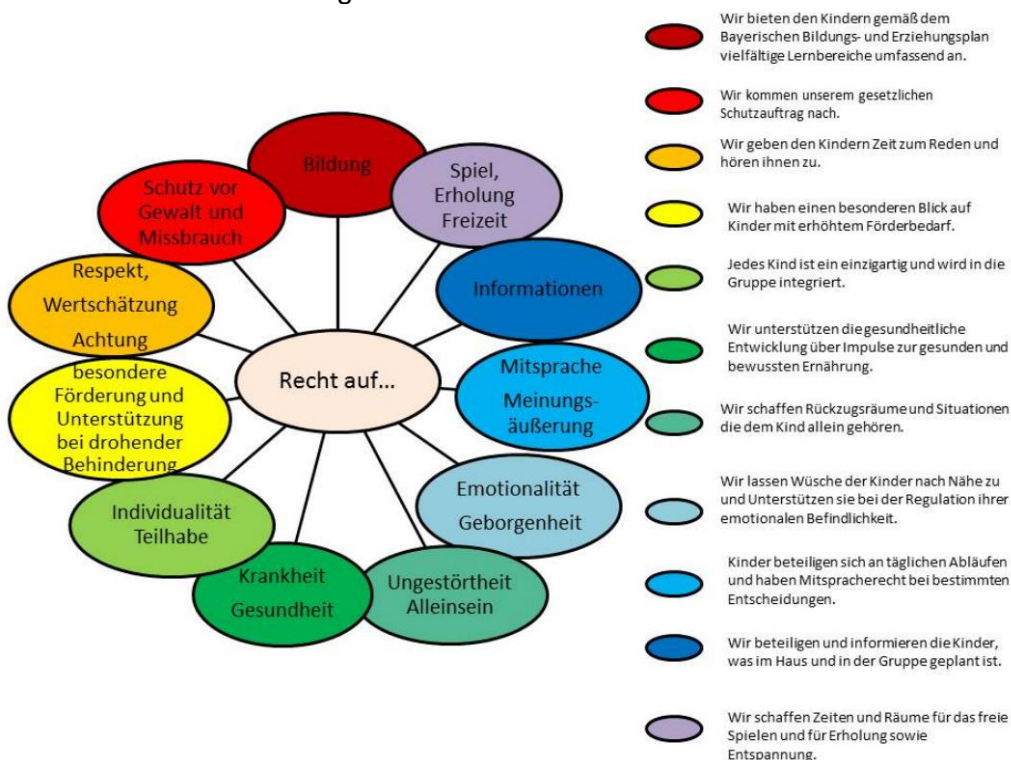 Bildung
Spiel,
Erholung
Freizeit
Informationen
Mitsprache
Meinungs-
äußerung
Emotionalität
Geborgenheit
Ungestörtheit
Alleinsein
Krankheit
Gesundheit
Individualität
Teilhabe
besondere
Förderung und
Unterstützung
bei drohender
Behinderung
Respekt,
Wertschätzung
Achtung
Schutz vor
Gewalt und
Missbrauch
Recht auf...
Wir bieten den Kindern gemäß dem
Bayerischen Bildungs- und Erziehungsplan
vielfältige Lernbereiche umfassend an.
Wir kommen unserem gesetzlichen
Schutzauftrag nach.
Wir geben den Kindern Zeit zum Reden und
hören ihnen zu.
Wir haben einen besonderen Blick auf
Kinder mit erhöhtem Förderbedarf.
Jedes Kind ist ein einzigartig und wird in die
Gruppe integriert.
Wir unterstützen die gesundheitliche
Entwicklung über Impulse zur gesunden und
bewussten Ernährung.
Wir schaffen Rückzugsräume und Situationen
die dem Kind allein gehören.
Wir lassen Wüsche der Kinder nach Nähe zu
und Unterstützen sie bei der Regulation ihrer
emotionalen Befindlichkeit.
Kinder beteiligen sich an täglichen Abläufen
und haben Mitspracherecht bei bestimmten
Entscheidungen.
Wir beteiligen und informieren die Kinder,
was im Haus und in der Gruppe geplant ist.
Wir schaffen Zeiten und Räume für das freie
Spielen und für Erholung sowie
Entspannung.